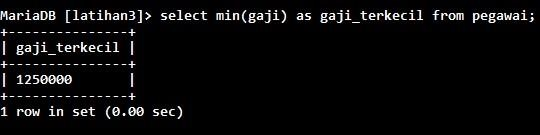 MariaDB [latihan3]> select min(gaji) as gaji_terkecil from pegawai;
+---------------+
| gaji_terkecil |
+---------------+
| 1250000       |
+---------------+
1 row in set (0.00 sec)